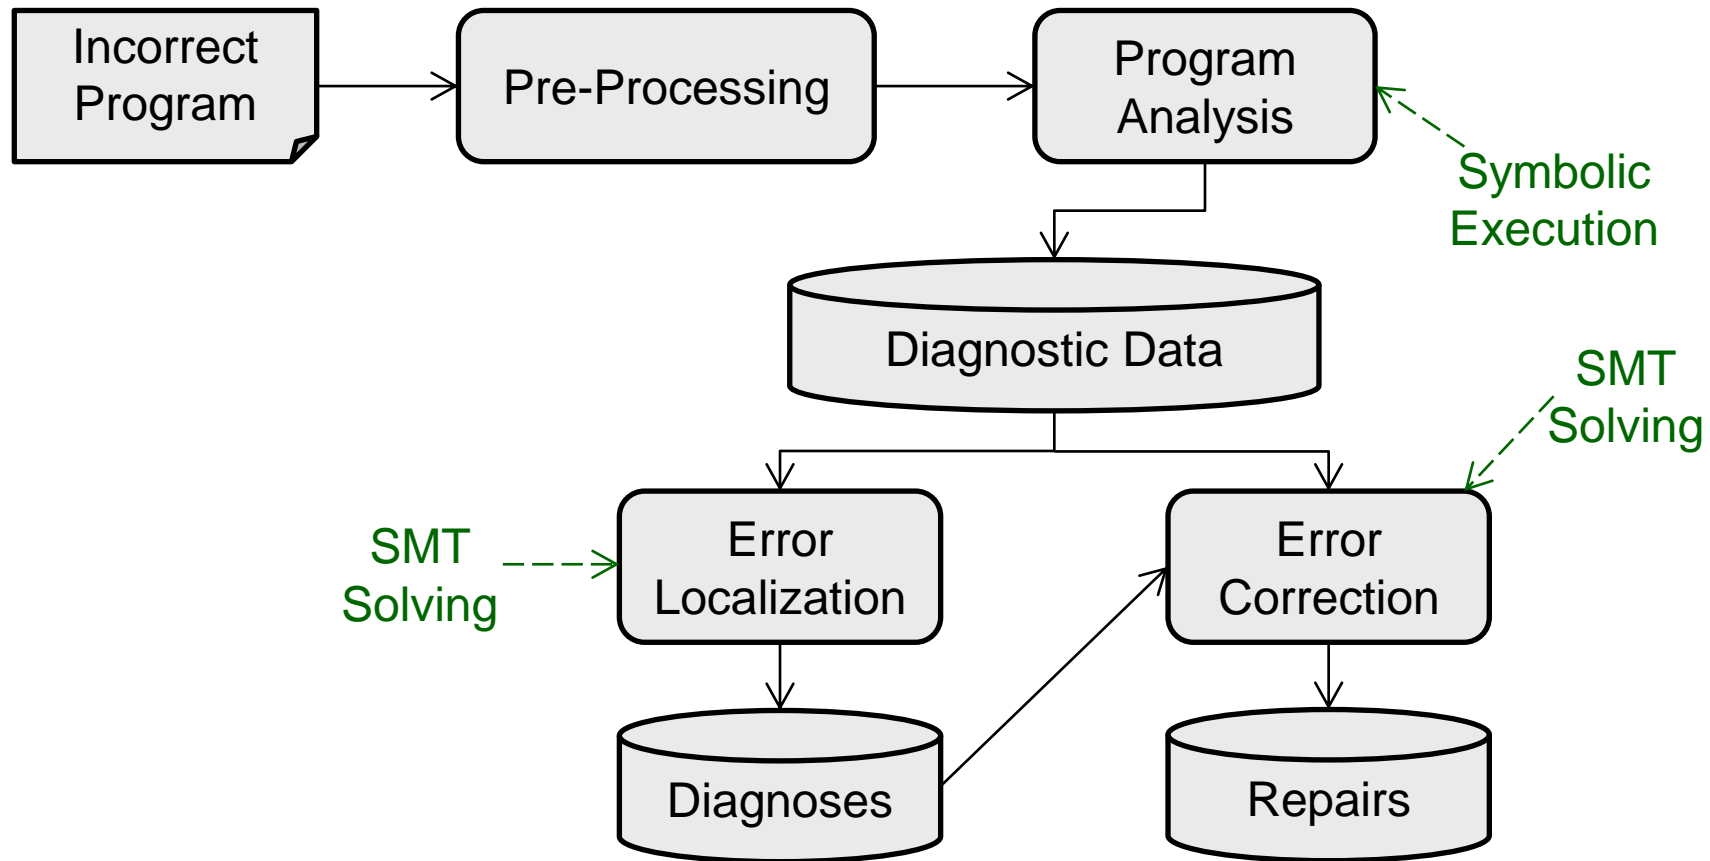 Incorrect
Program
Pre-Processing
Program
Analysis
Symbolic
Execution
Diagnostic Data
SMT
Solving
SMT
Solving
Error
Localization
Error
Correction
Diagnoses
Repairs